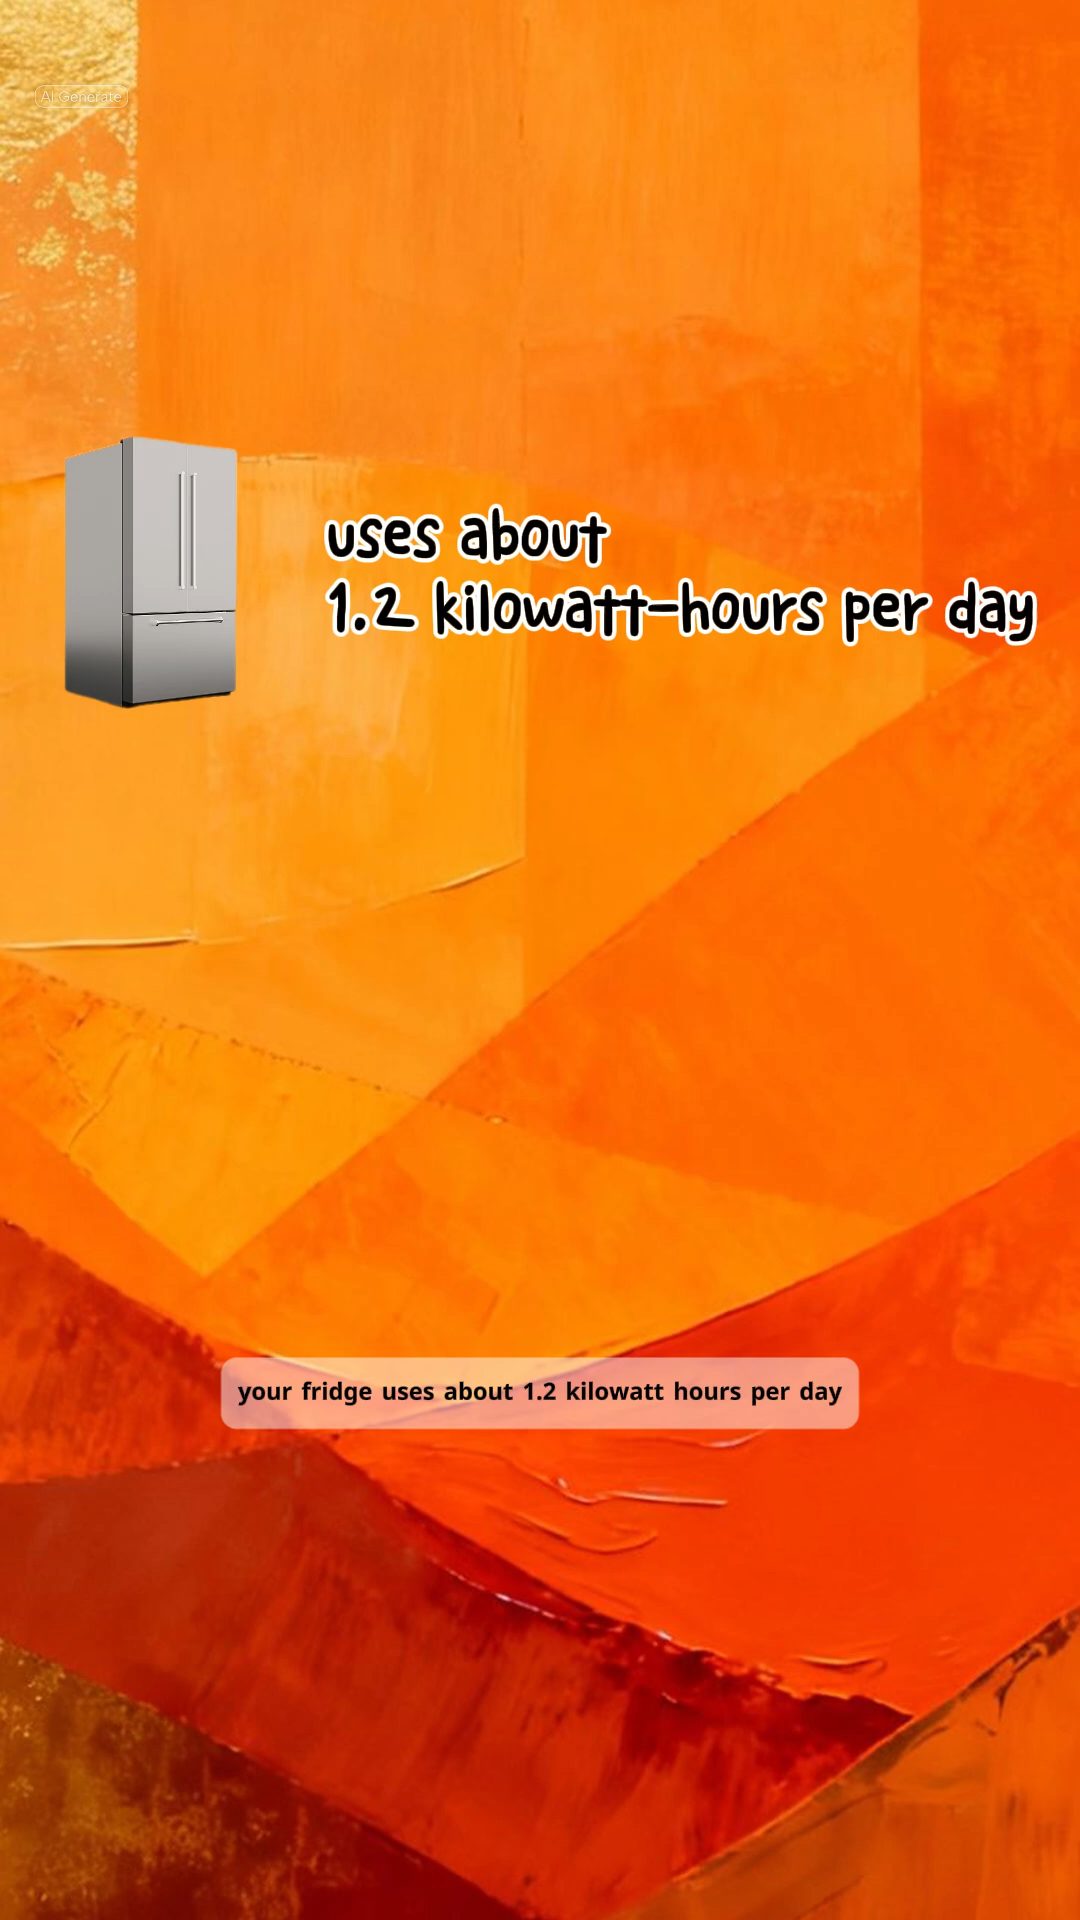 AI Generate
uses about
1.2 kilowatt-hours per day
your fridge uses about 1.2 kilowatt hours per day